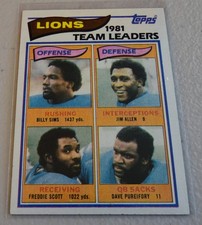 LIONS
topps
1981
TEAM LEADERS
OFFENSE
DEFENSE
RUSHING
INTERCEPTIONS
BILLY SIMS 1437 yds.
JIM ALLEN 9
RECEIVING
QB SACKS
FREDDIE SCOTT 1022 yds.
DAVE PUREIFORY 11